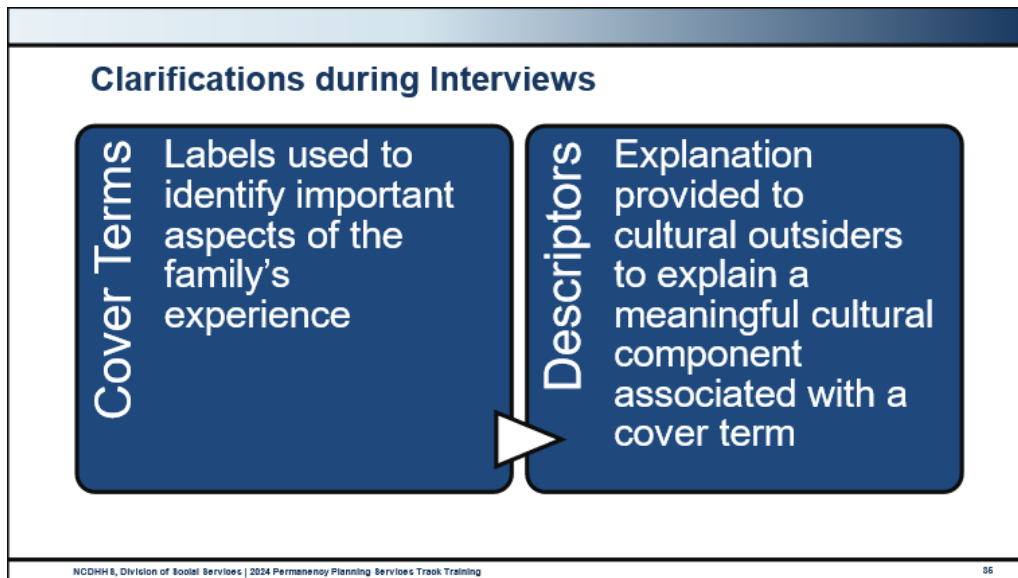 Clarifications during Interviews
Cover Terms
Labels used to
identify important
aspects of the
family's
experience
Descriptors
Explanation
provided to
cultural outsiders
to explain a
meaningful cultural
component
associated with a
cover term
NCDHHS, Division of Social Services | 2024 Permanency Planning Services Track Training
35